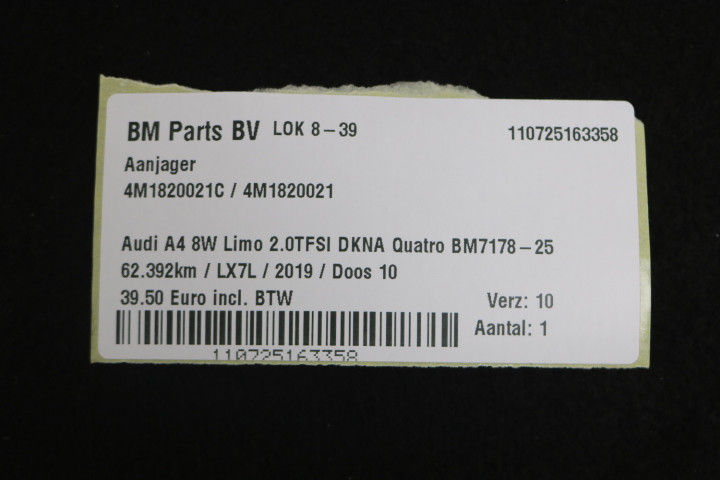 BM Parts BV LOK 8-39 110725163358
Aanjager
4M1820021C / 4M1820021
Audi A4 8W Limo 2.0TFSI DKNA Quatro BM7178-25
62.392km / LX7L / 2019 / Doos 10
39.50 Euro incl. BTW Verz: 10
Aantal: 1
110725163358